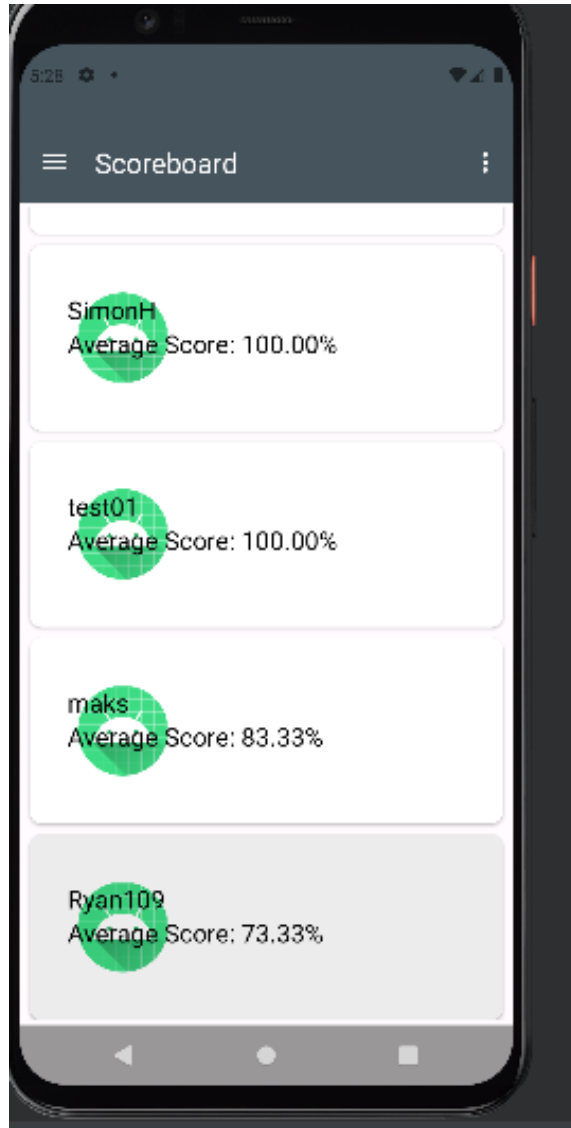 5:28
Scoreboard
SimonH
Average Score: 100.00%
test01
Average Score: 100.00%
maks
Average Score: 83.33%
Ryan109
Average Score: 73.33%